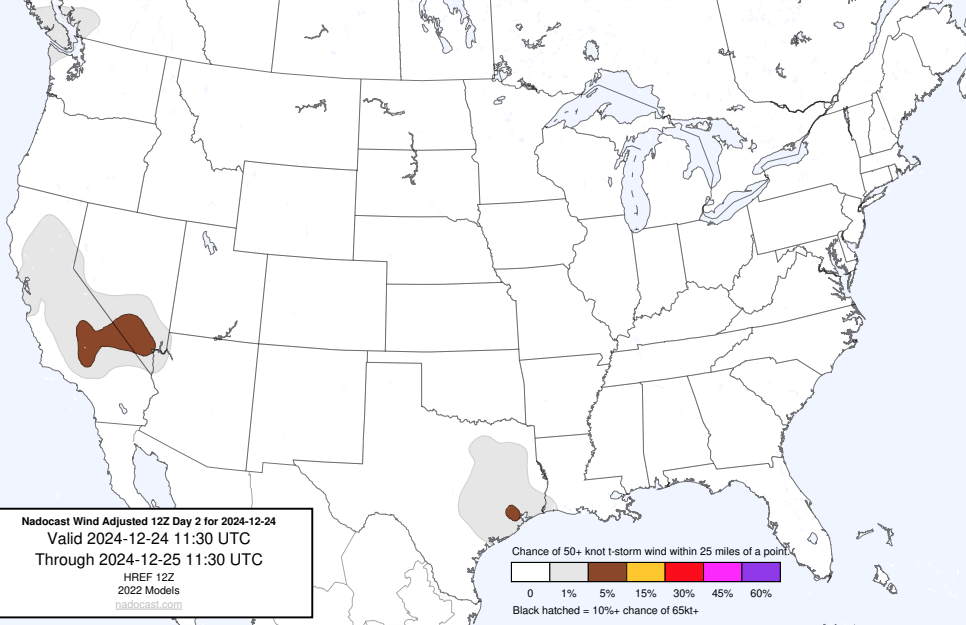 Nadocast Wind Adjusted 12Z Day 2 for 2024-12-24
Valid 2024-12-24 11:30 UTC
Through 2024-12-25 11:30 UTC
HREF 12Z
2022 Models
nadocast.com
Chance of 50+ knot t-storm wind within 25 miles of a point.
0 1% 5% 15% 30% 45% 60%
Black hatched = 10%+ chance of 65kt+